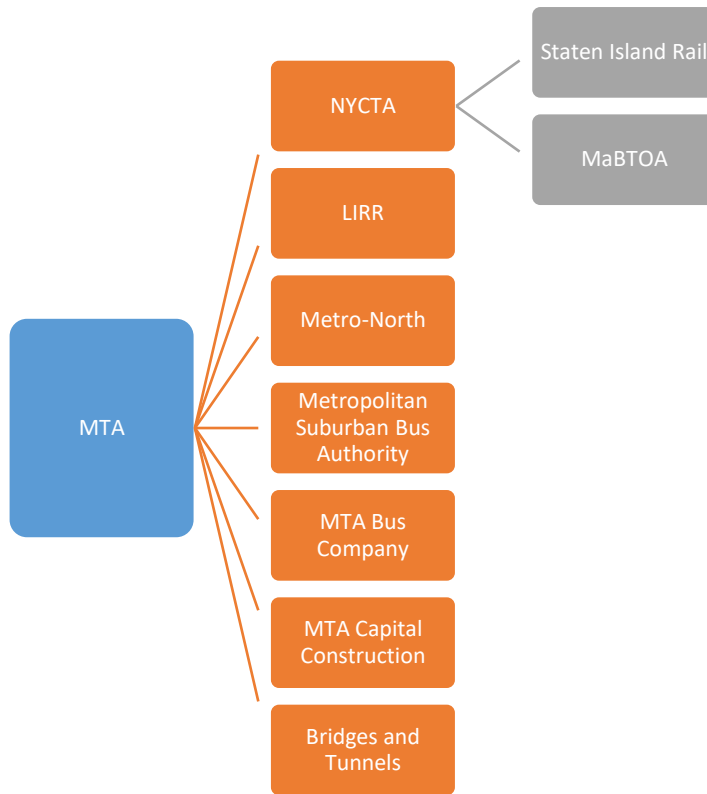 Staten Island Rail
NYCTA
MaBTOA
LIRR
Metro-North
Metropolitan
Suburban Bus
Authority
MTA
MTA Bus
Company
MTA Capital
Construction
Bridges and
Tunnels